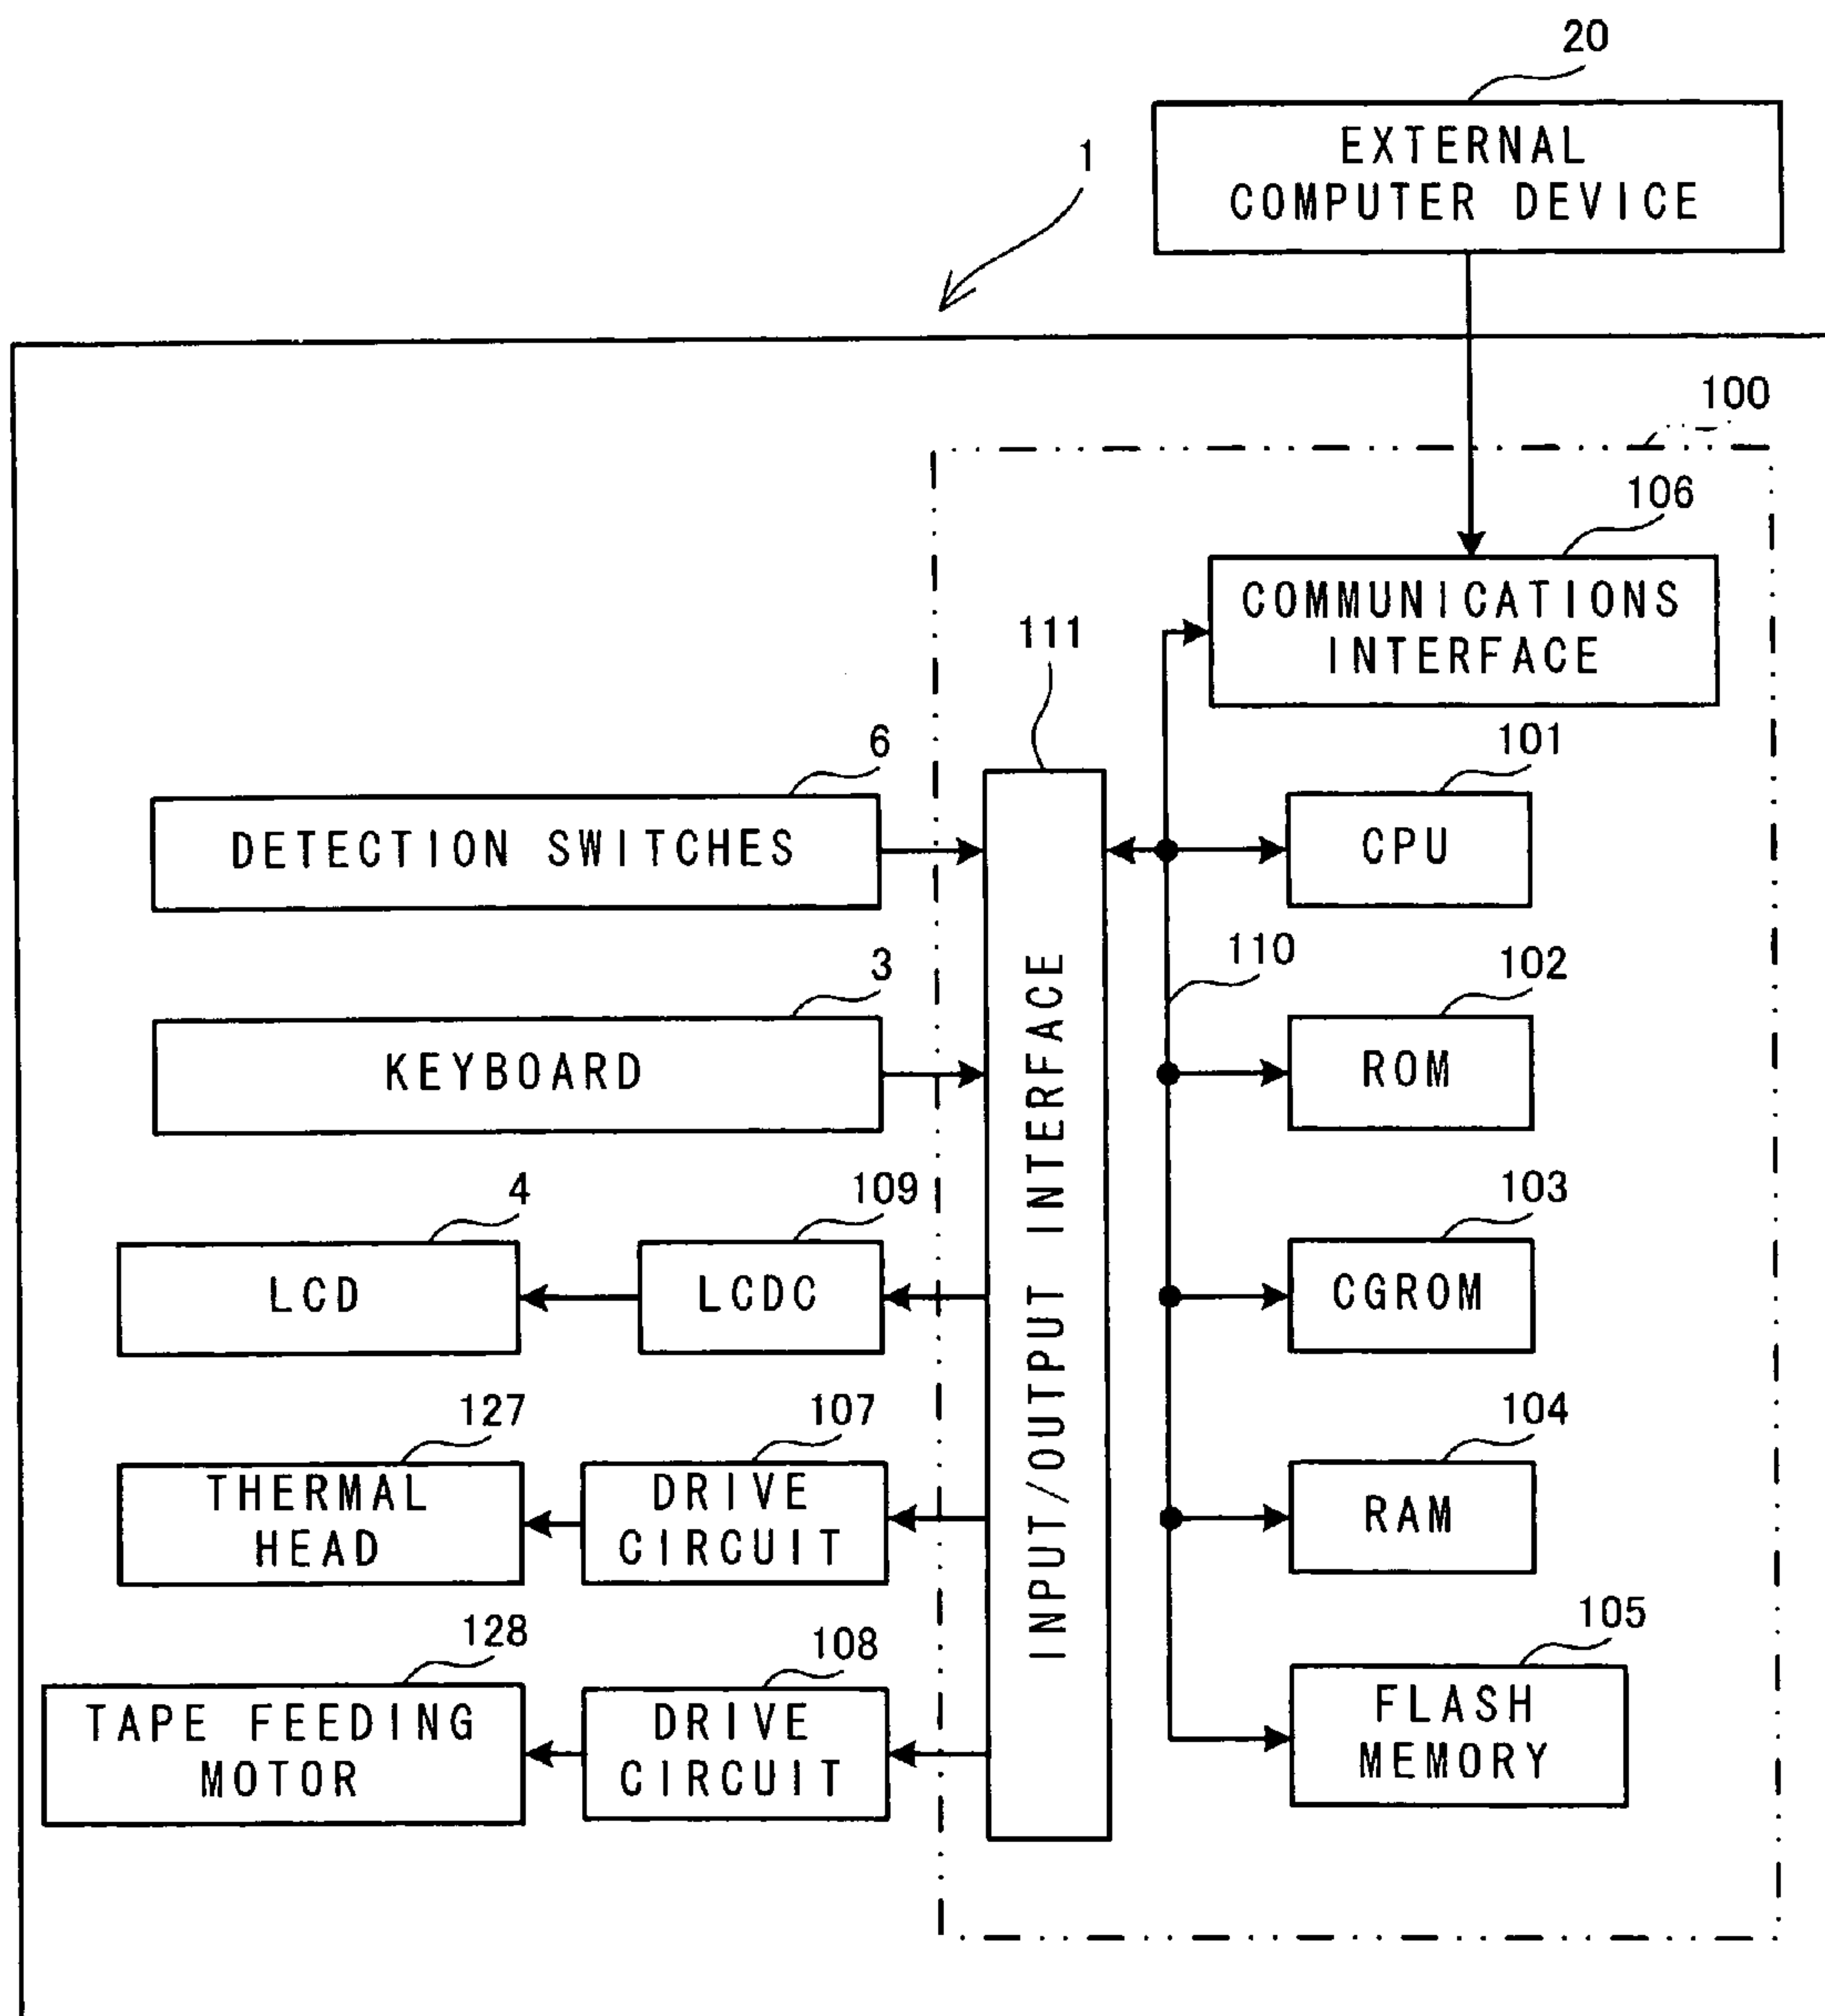 20
EXTERNAL
COMPUTER DEVICE
1
100
106
COMMUNICATIONS
INTERFACE
111
6
DETECTION SWITCHES
101
CPU
110
3
KEYBOARD
102
ROM
INPUT/OUTPUT INTERFACE
4
LCD
109
LCDC
103
CGROM
127
THERMAL
HEAD
107
DRIVE
CIRCUIT
104
RAM
128
TAPE FEEDING
MOTOR
108
DRIVE
CIRCUIT
105
FLASH
MEMORY